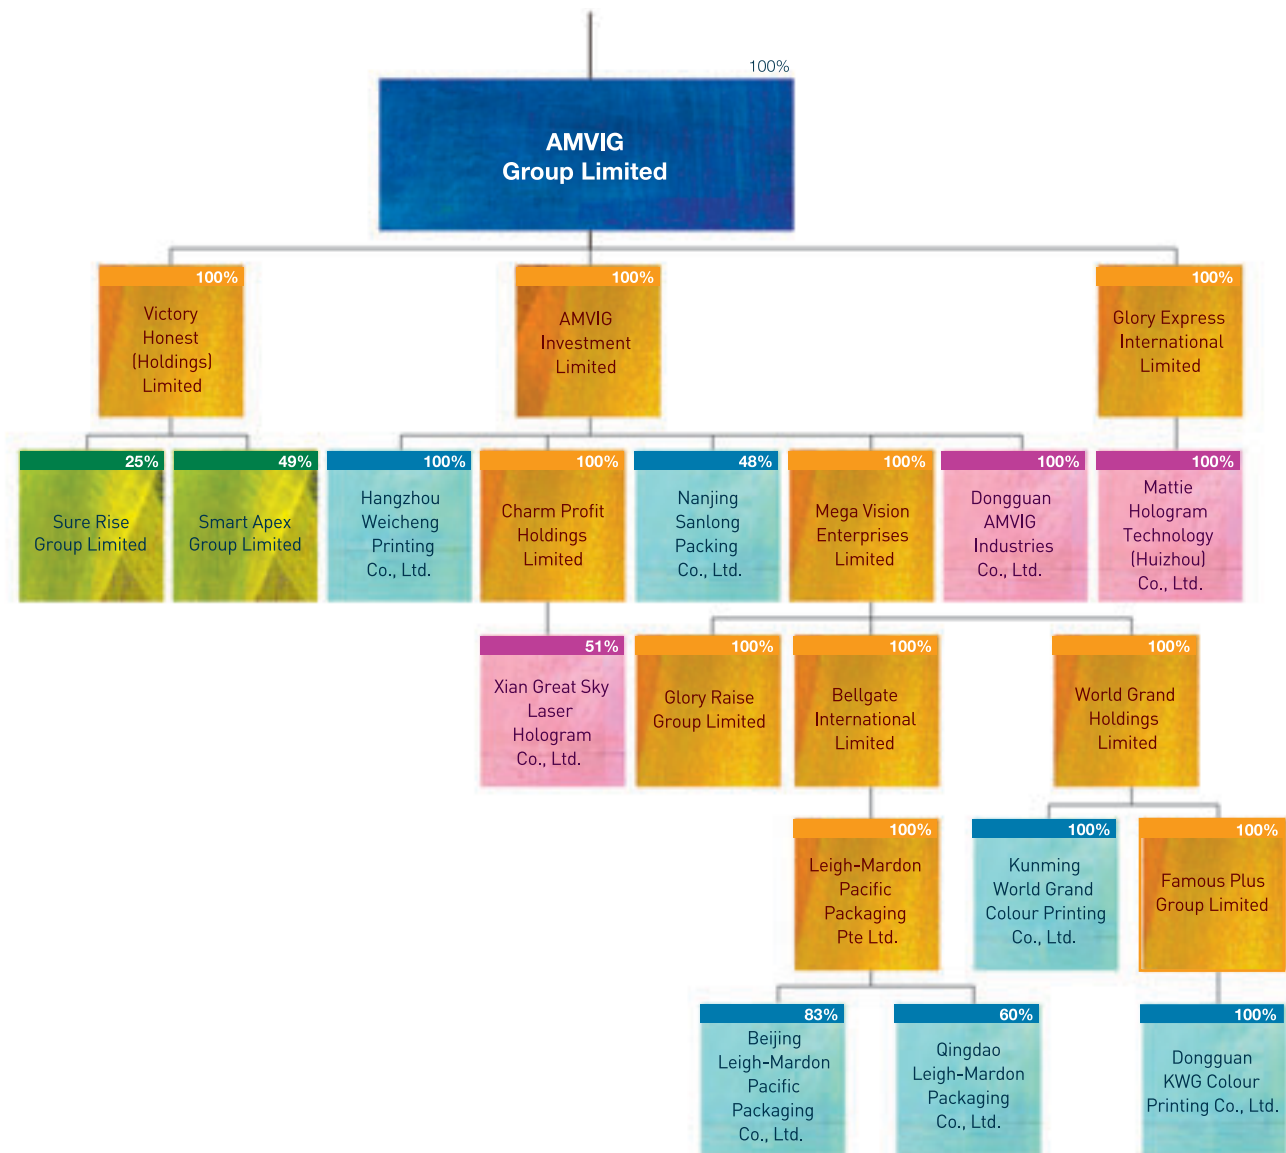 100%
AMVIG
Group Limited
100%
Victory
Honest
(Holdings)
Limited
100%
AMVIG
Investment
Limited
100%
Glory Express
International
Limited
25%
Sure Rise
Group Limited
49%
Smart Apex
Group Limited
100%
Hangzhou
Weicheng
Printing
Co., Ltd.
100%
Charm Profit
Holdings
Limited
48%
Nanjing
Sanlong
Packing
Co., Ltd.
100%
Mega Vision
Enterprises
Limited
100%
Dongguan
AMVIG
Industries
Co., Ltd.
100%
Mattie
Hologram
Technology
(Huizhou)
Co., Ltd.
51%
Xian Great Sky
Laser
Hologram
Co., Ltd.
100%
Glory Raise
Group Limited
100%
Bellgate
International
Limited
100%
World Grand
Holdings
Limited
100%
Leigh-Mardon
Pacific
Packaging
Pte Ltd.
100%
Kunming
World Grand
Colour Printing
Co., Ltd.
100%
Famous Plus
Group Limited
83%
Beijing
Leigh-Mardon
Pacific
Packaging
Co., Ltd.
60%
Qingdao
Leigh-Mardon
Packaging
Co., Ltd.
100%
Dongguan
KWG Colour
Printing Co., Ltd.